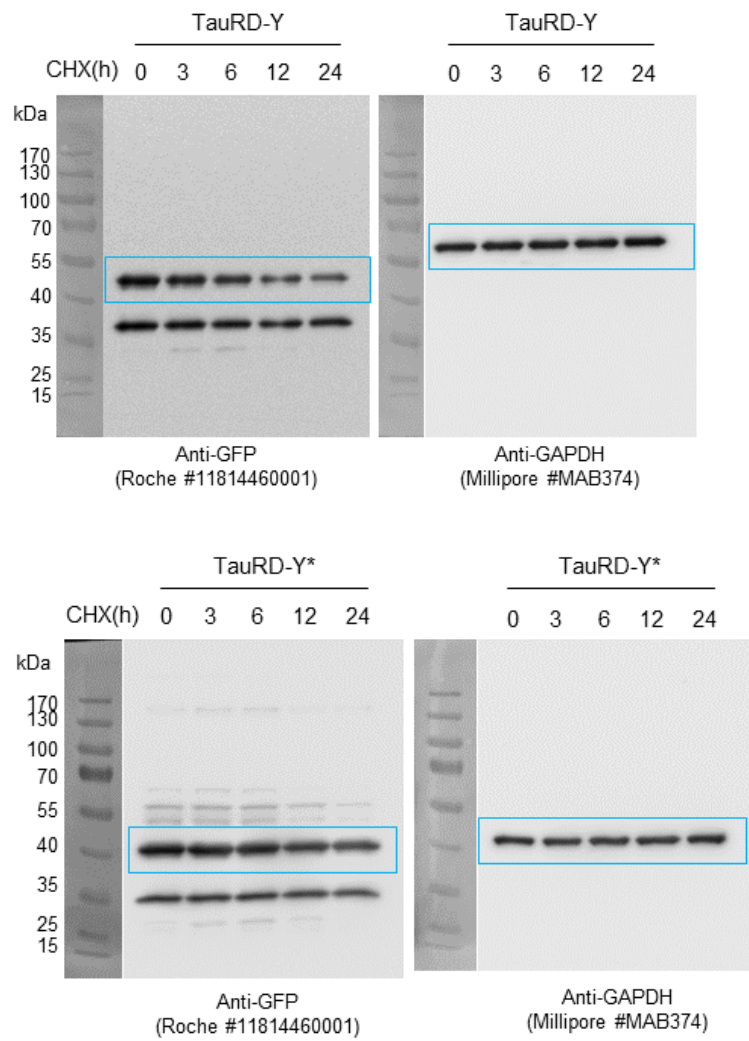 TauRD-Y TauRD-Y
CHX(h) 0 3 6 12 24 0 3 6 12 24
kDa
170
130
100
70
55
40
35
25
15
Anti-GFP Anti-GAPDH
(Roche #11814460001) (Millipore #MAB374)
TauRD-Y* TauRD-Y*
CHX(h) 0 3 6 12 24 0 3 6 12 24
kDa
170
130
100
70
55
40
35
25
15
Anti-GFP Anti-GAPDH
(Roche #11814460001) (Millipore #MAB374)